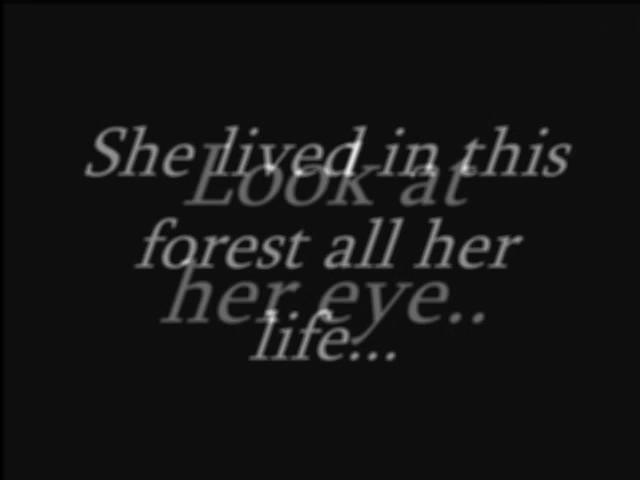 She lived in this
forest all her
life...
Look at
her eye..